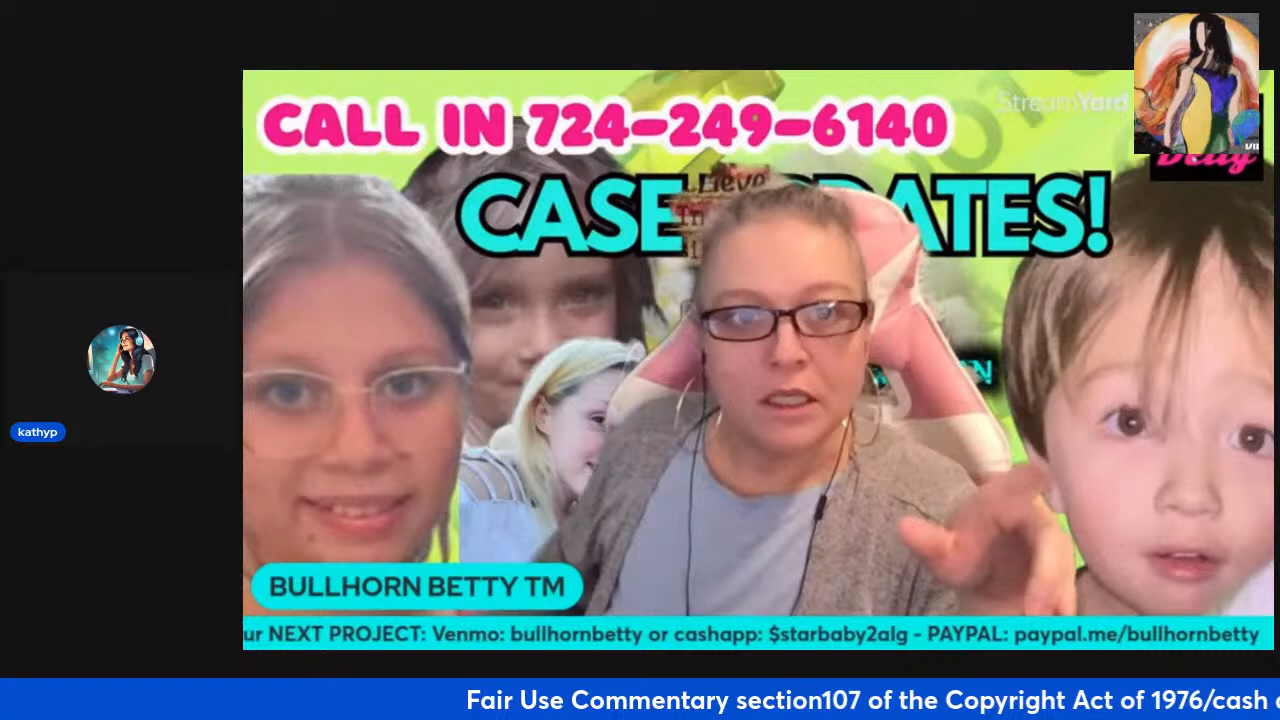 CALL IN 724-249-6140
StreamYard
CASE ATES!
kathyp
BULLHORN BETTY TM
ur NEXT PROJECT: Venmo: bullhornbetty or cashapp: $starbaby2alg - PAYPAL: paypal.me/bullhornbetty
Fair Use Commentary section107 of the Copyright Act of 1976/cash